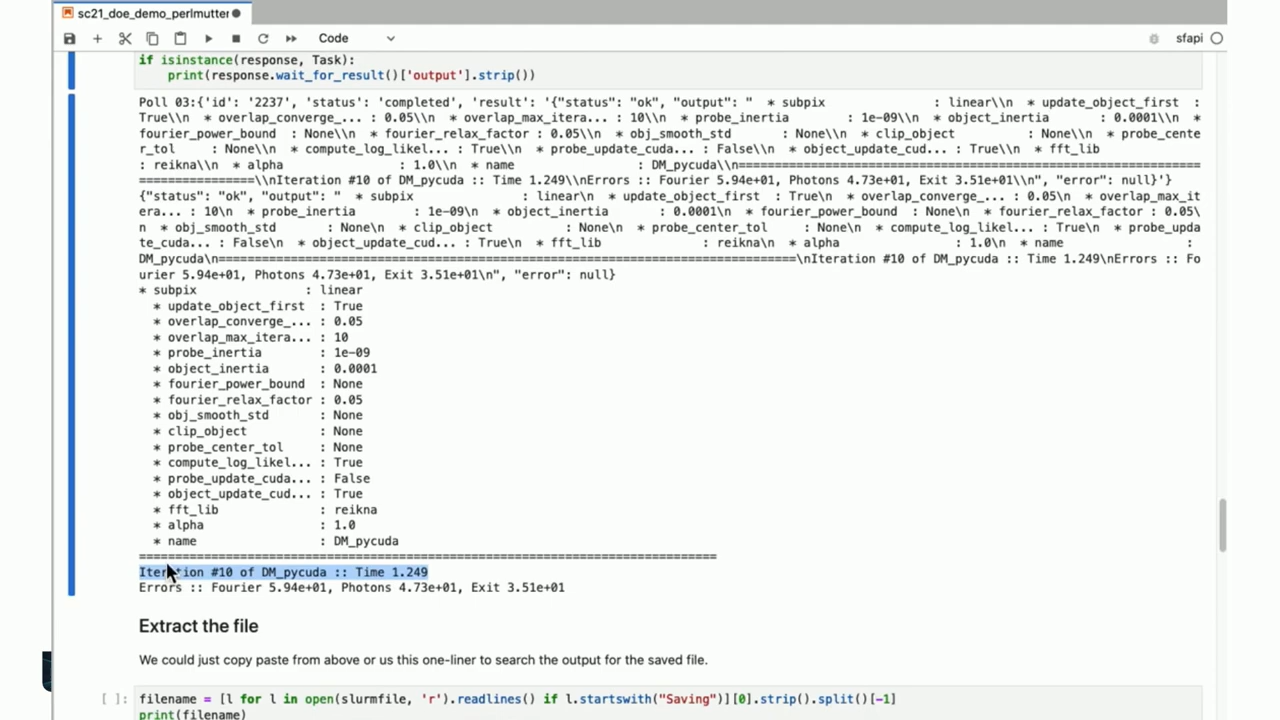 sc21_doe_demo_perlmutter
Code
sfapi
if isinstance(response, Task):
    print(response.wait_for_result()['output'].strip())
Poll 03:{'id': '2237', 'status': 'completed', 'result': '{"status": "ok", "output": "  * subpix               : linear\\n  * update_object_first  :
True\\n  * overlap_converge_... : 0.05\\n  * overlap_max_itera... : 10\\n  * probe_inertia        : 1e-09\\n  * object_inertia       : 0.0001\\n  *
fourier_power_bound  : None\\n  * fourier_relax_factor : 0.05\\n  * obj_smooth_std       : None\\n  * clip_object          : None\\n  * probe_cente
r_tol     : None\\n  * compute_log_likel... : True\\n  * probe_update_cuda... : False\\n  * object_update_cud... : True\\n  * fft_lib
: reikna\\n  * alpha                : 1.0\\n  * name                 : DM_pycuda\\n================================================================
================\\nIteration #10 of DM_pycuda :: Time 1.249\\nErrors :: Fourier 5.94e+01, Photons 4.73e+01, Exit 3.51e+01\\n", "error": null}'}
{"status": "ok", "output": "  * subpix               : linear\n  * update_object_first  : True\n  * overlap_converge_... : 0.05\n  * overlap_max_it
era... : 10\n  * probe_inertia        : 1e-09\n  * object_inertia       : 0.0001\n  * fourier_power_bound  : None\n  * fourier_relax_factor : 0.05\
n  * obj_smooth_std       : None\n  * clip_object          : None\n  * probe_center_tol     : None\n  * compute_log_likel... : True\n  * probe_upda
te_cuda... : False\n  * object_update_cud... : True\n  * fft_lib              : reikna\n  * alpha                : 1.0\n  * name                 :
DM_pycuda\n================================================================================\nIteration #10 of DM_pycuda :: Time 1.249\nErrors :: Fo
urier 5.94e+01, Photons 4.73e+01, Exit 3.51e+01\n", "error": null}
* subpix               : linear
  * update_object_first  : True
  * overlap_converge_... : 0.05
  * overlap_max_itera... : 10
  * probe_inertia        : 1e-09
  * object_inertia       : 0.0001
  * fourier_power_bound  : None
  * fourier_relax_factor : 0.05
  * obj_smooth_std       : None
  * clip_object          : None
  * probe_center_tol     : None
  * compute_log_likel... : True
  * probe_update_cuda... : False
  * object_update_cud... : True
  * fft_lib              : reikna
  * alpha                : 1.0
  * name                 : DM_pycuda
================================================================================
Iteration #10 of DM_pycuda :: Time 1.249
Errors :: Fourier 5.94e+01, Photons 4.73e+01, Exit 3.51e+01
Extract the file
We could just copy paste from above or us this one-liner to search the output for the saved file.
[ ]: filename = [l for l in open(slurmfile, 'r').readlines() if l.startswith("Saving")][0].strip().split()[-1]
print(filename)